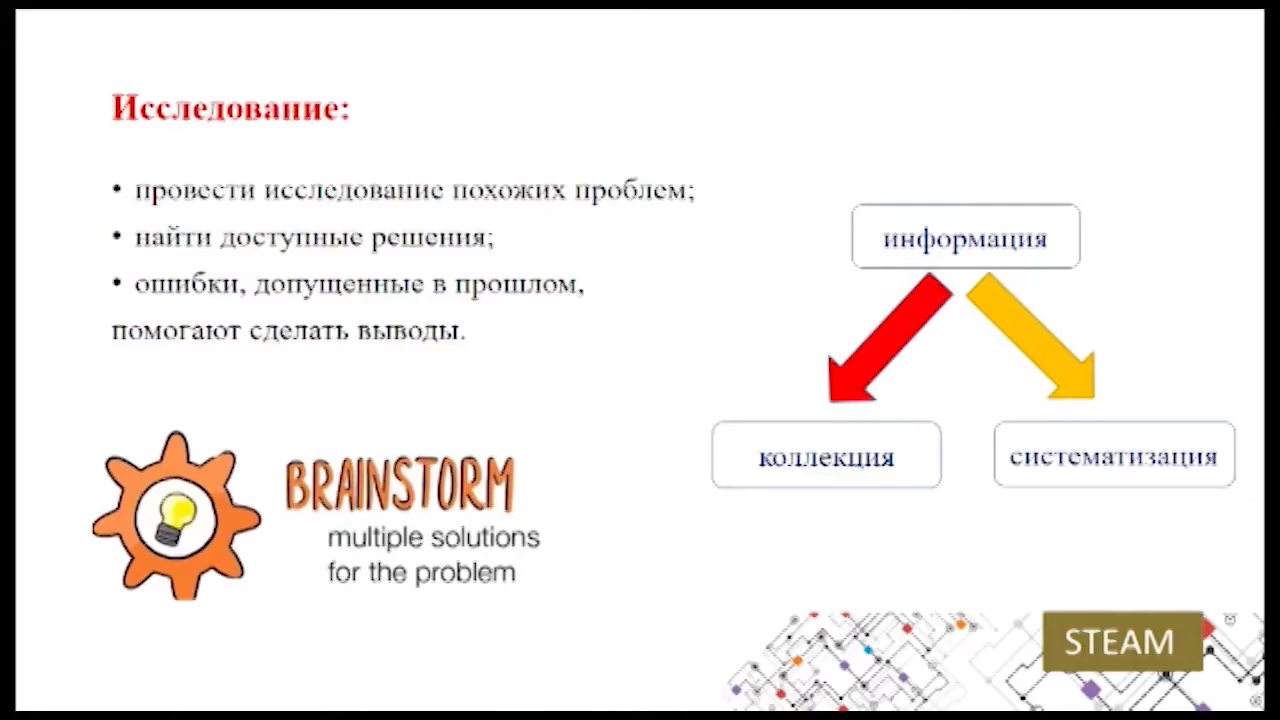 Исследование:
• провести исследование похожих проблем;
• найти доступные решения;
• ошибки, допущенные в прошлом,
помогают сделать выводы.
информация
коллекция
систематизация
BRAINSTORM
multiple solutions
for the problem
STEAM